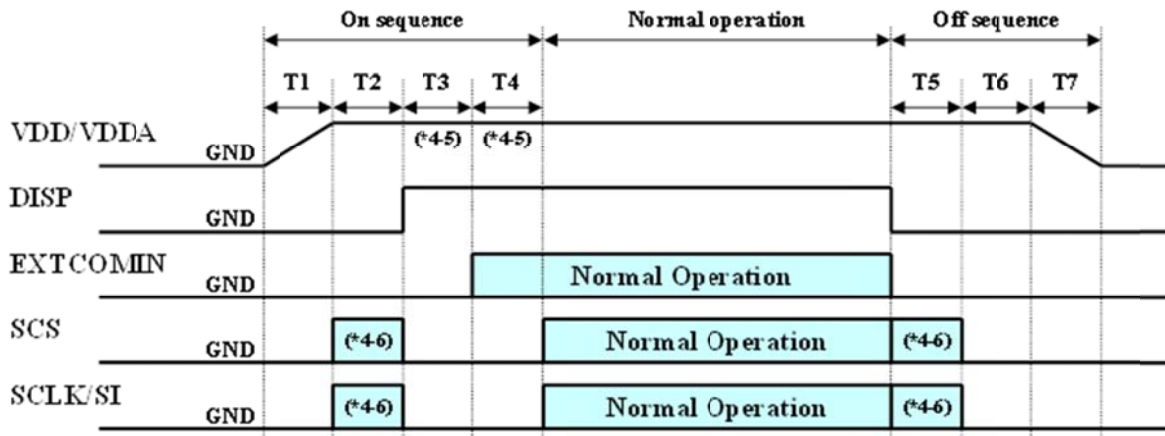 On sequence Normal operation Off sequence
T1 T2 T3 T4 T5 T6 T7
VDD/VDDA GND (*4-5) (*4-5)
DISP GND
EXTCOMIN GND Normal Operation
SCS GND (*4-6) Normal Operation (*4-6)
SCLK/SI GND (*4-6) Normal Operation (*4-6)